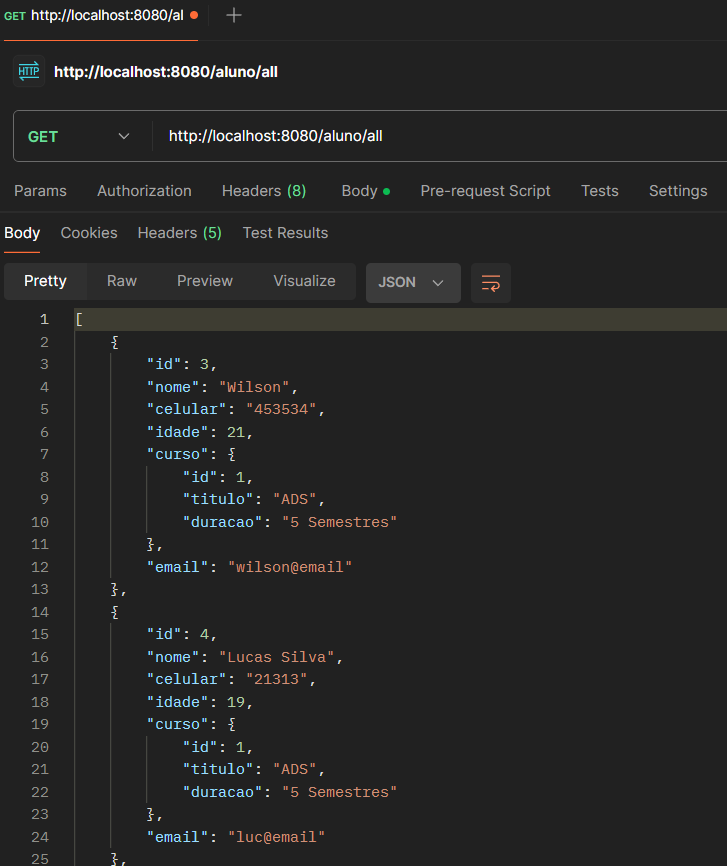 GET http://localhost:8080/al
HTTP http://localhost:8080/aluno/all
GET http://localhost:8080/aluno/all
Params Authorization Headers (8) Body Pre-request Script Tests Settings
Body Cookies Headers (5) Test Results
Pretty Raw Preview Visualize JSON
1 [
2 {
3 "id": 3,
4 "nome": "Wilson",
5 "celular": "453534",
6 "idade": 21,
7 "curso": {
8 "id": 1,
9 "titulo": "ADS",
10 "duracao": "5 Semestres"
11 },
12 "email": "wilson@email"
13 },
14 {
15 "id": 4,
16 "nome": "Lucas Silva",
17 "celular": "21313",
18 "idade": 19,
19 "curso": {
20 "id": 1,
21 "titulo": "ADS",
22 "duracao": "5 Semestres"
23 },
24 "email": "luc@email"
25 },